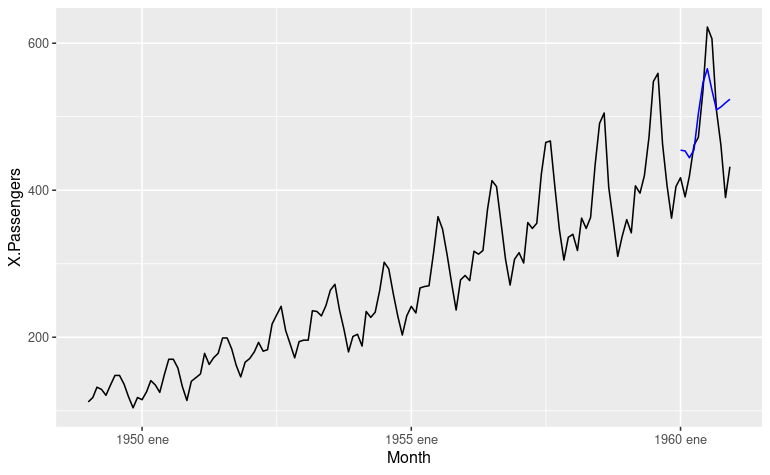 600
400
200
X.Passengers
1950 ene
1955 ene
1960 ene
Month